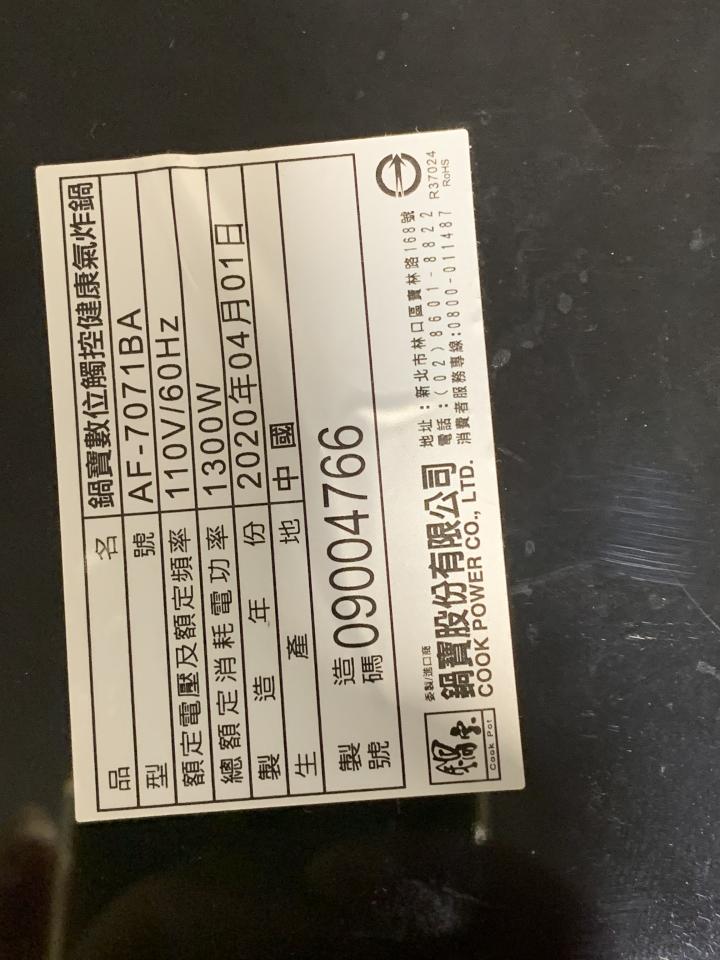 品名 鍋寶數位觸控健康氣炸鍋
型號 AF-7071BA
額定電壓及額定頻率 110V/60Hz
總額定消耗電功率 1300W
製造年份 2020年04月01日
生產地 中國
製造號碼 09004766
鍋寶 Cook Pot
委製/進口商
鍋寶股份有限公司
COOK POWER CO., LTD.
地址:新北市林口區寶林路168號
電話:(02)8601-8822
消費者服務專線:0800-011487
R37024
RoHS